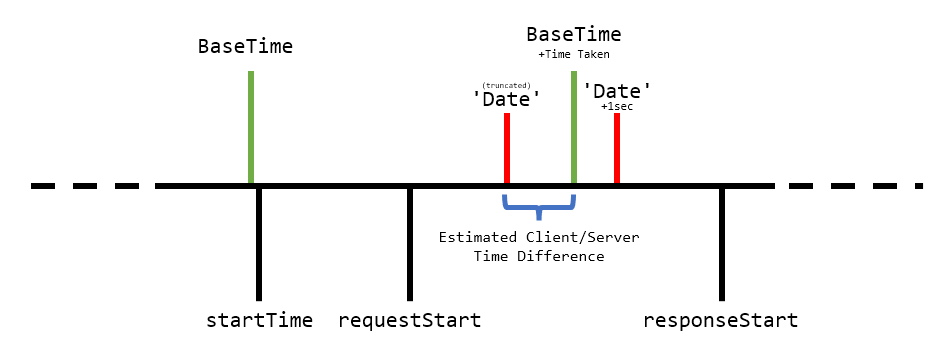 BaseTime
BaseTime
+Time Taken
(truncated)
'Date'
'Date'
+1sec
Estimated Client/Server
Time Difference
startTime
requestStart
responseStart